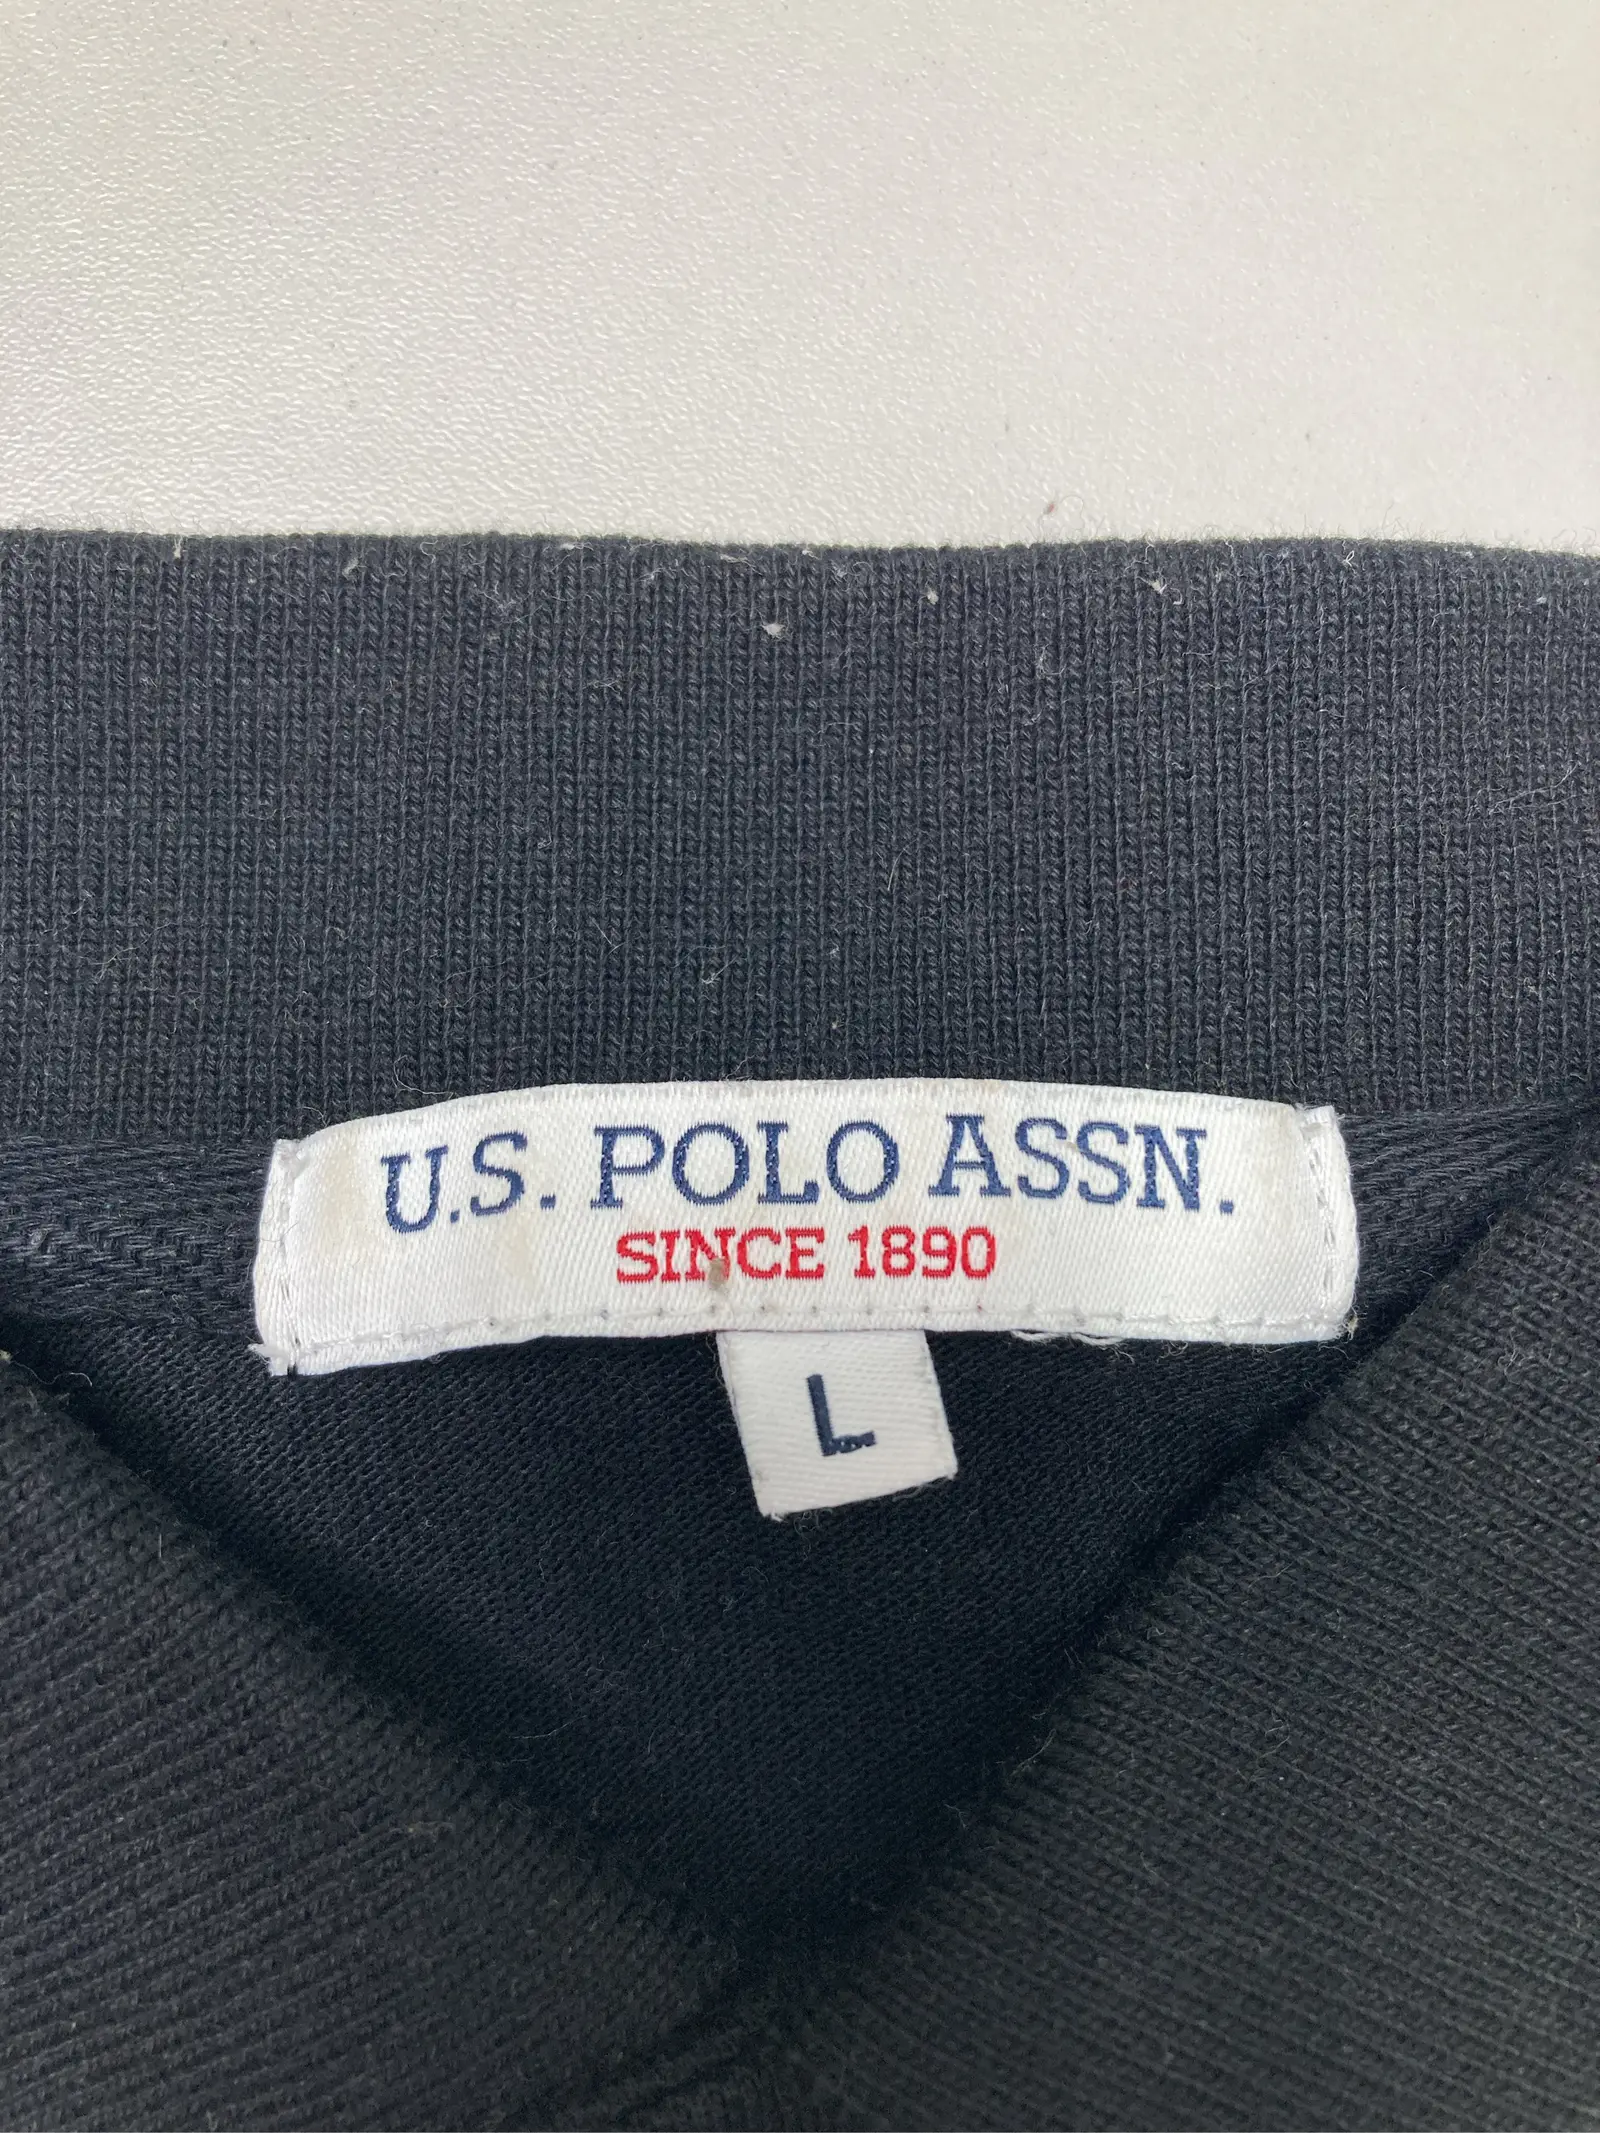 U.S. POLO ASSN.
SINCE 1890
L